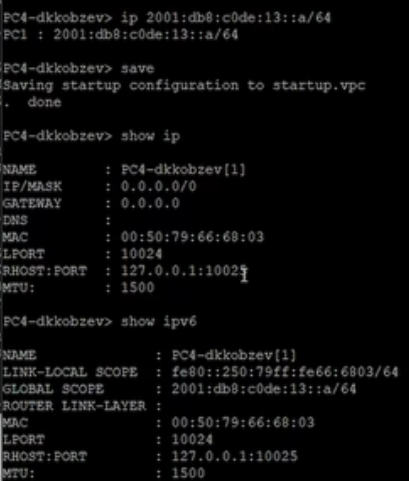 PC4-dkkobzev> ip 2001:db8:c0de:13::a/64
PC1 : 2001:db8:c0de:13::a/64
PC4-dkkobzev> save
Saving startup configuration to startup.vpc
.  done
PC4-dkkobzev> show ip
NAME        : PC4-dkkobzev[1]
IP/MASK     : 0.0.0.0/0
GATEWAY     : 0.0.0.0
DNS         :
MAC         : 00:50:79:66:68:03
LPORT       : 10024
RHOST:PORT  : 127.0.0.1:10025
MTU:        : 1500
PC4-dkkobzev> show ipv6
NAME              : PC4-dkkobzev[1]
LINK-LOCAL SCOPE  : fe80::250:79ff:fe66:6803/64
GLOBAL SCOPE      : 2001:db8:c0de:13::a/64
ROUTER LINK-LAYER :
MAC               : 00:50:79:66:68:03
LPORT             : 10024
RHOST:PORT        : 127.0.0.1:10025
MTU:              : 1500